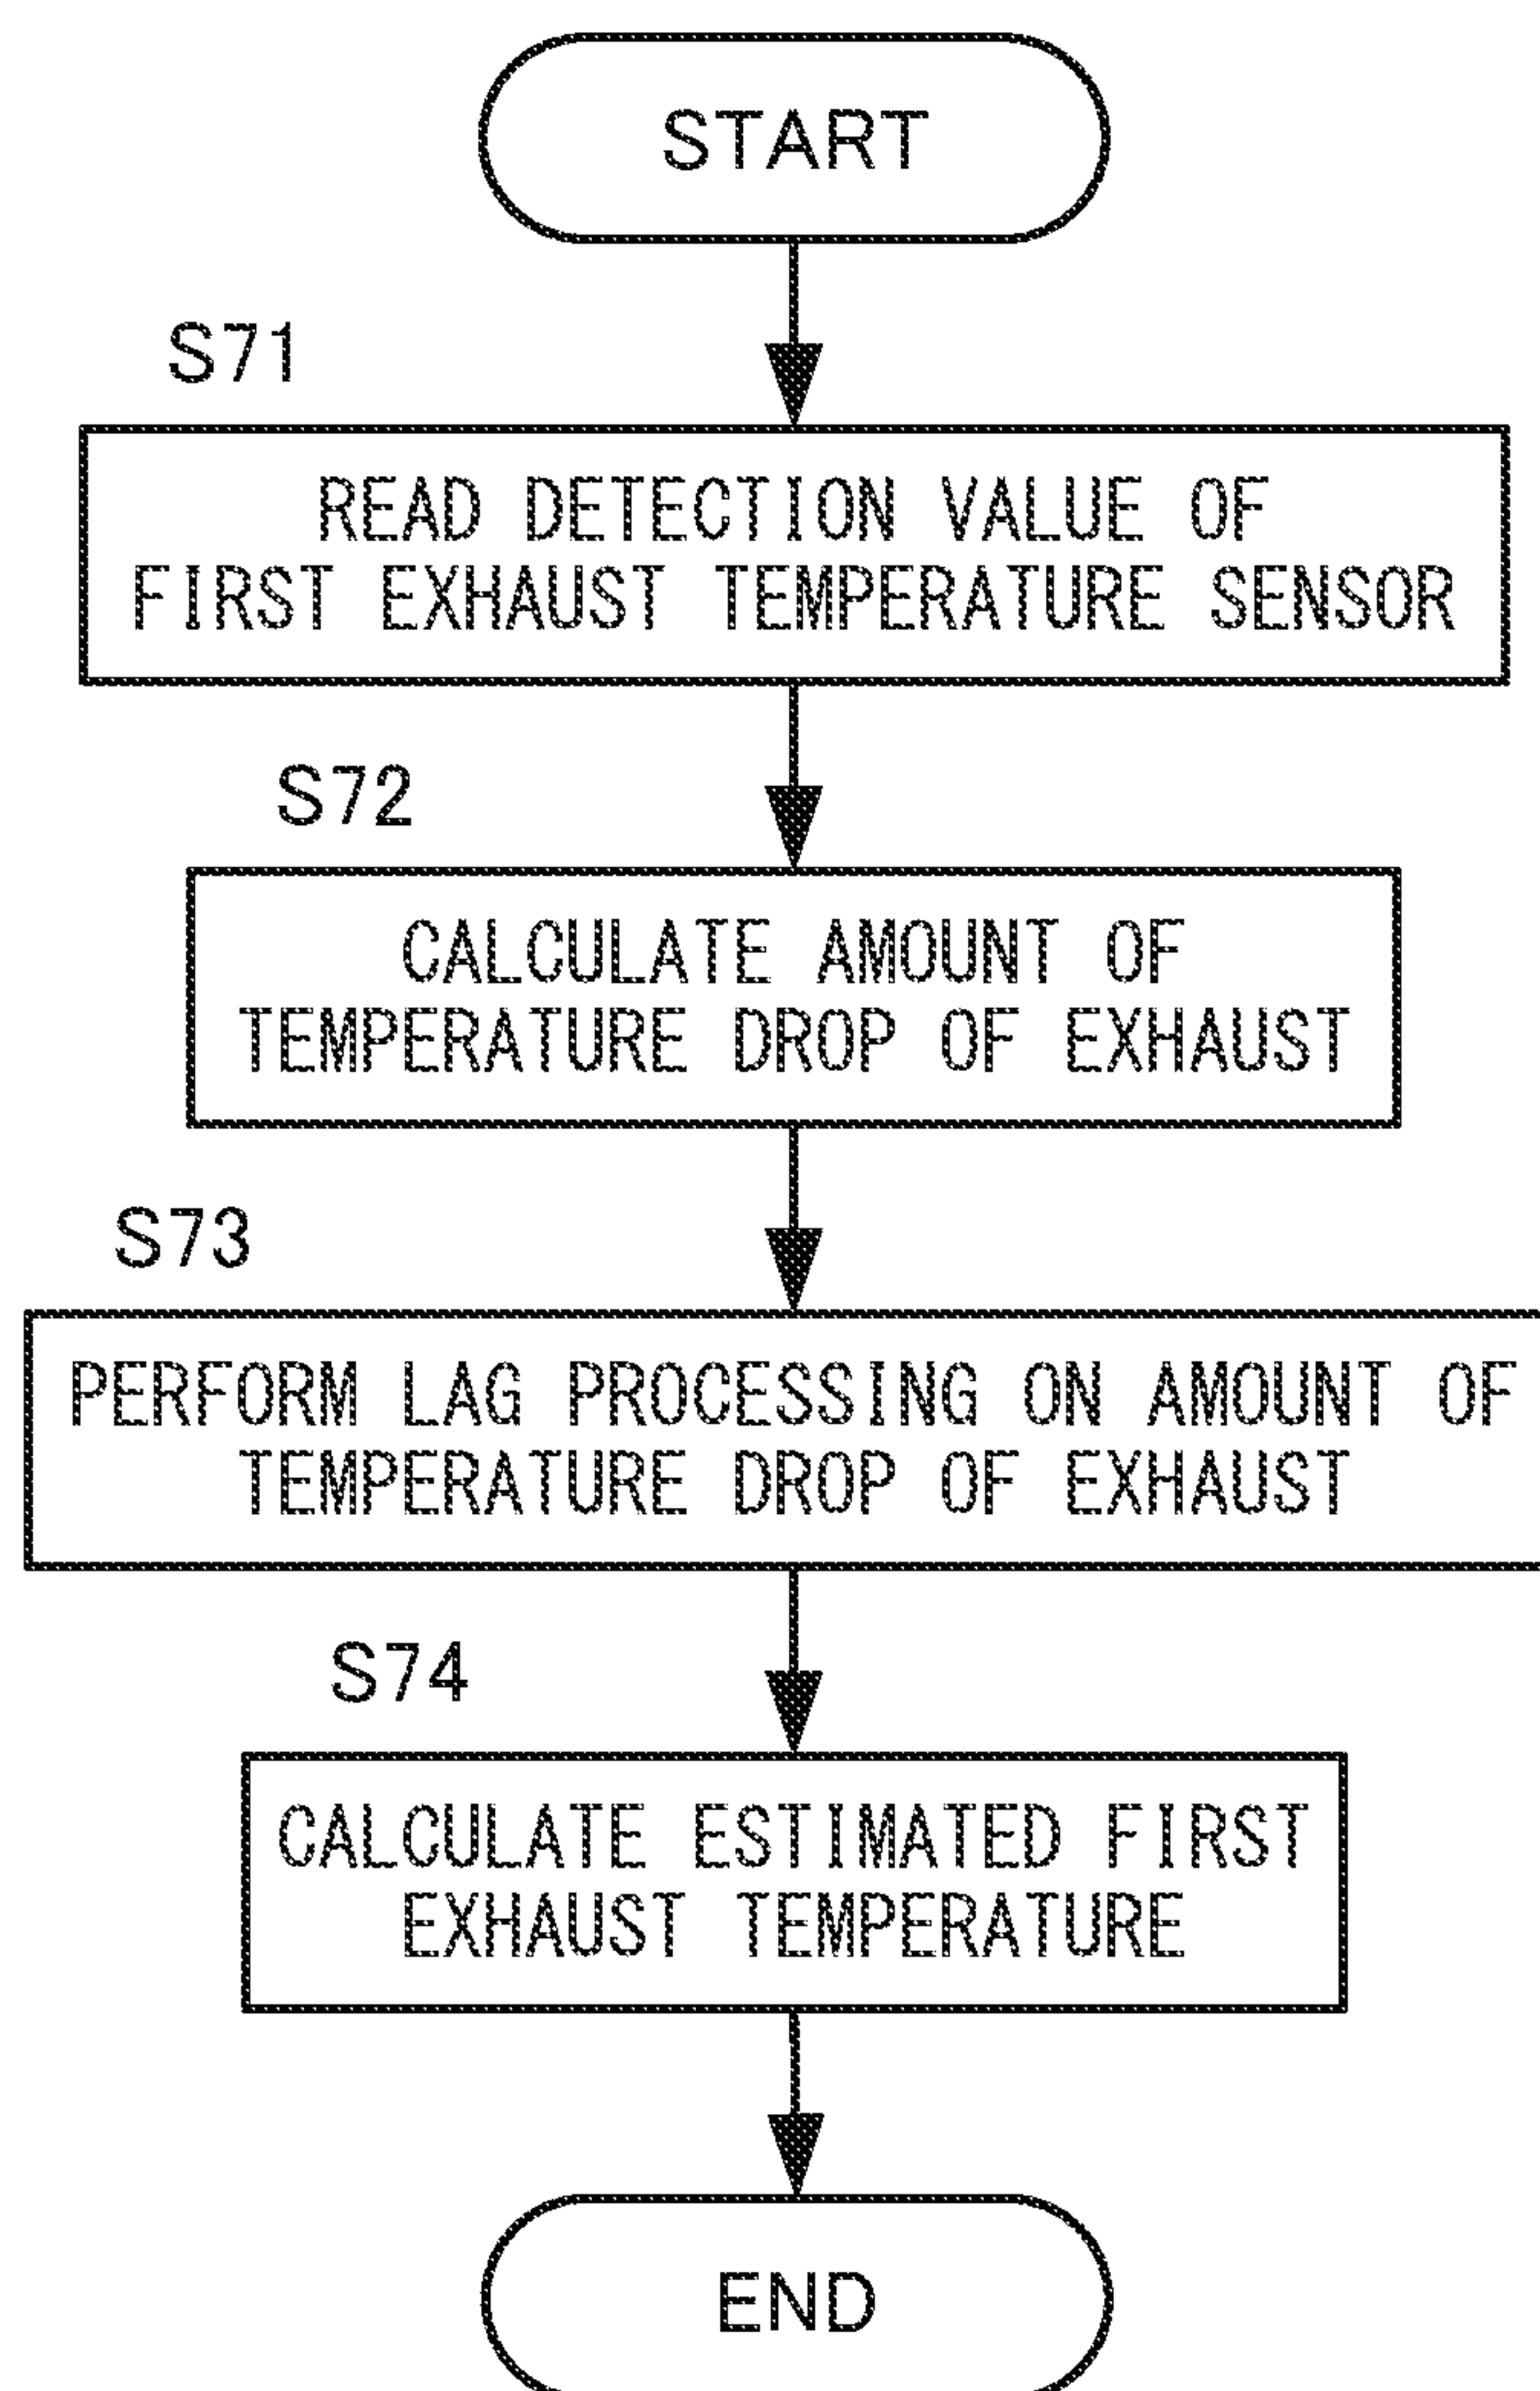 START
S71
READ DETECTION VALUE OF
FIRST EXHAUST TEMPERATURE SENSOR
S72
CALCULATE AMOUNT OF
TEMPERATURE DROP OF EXHAUST
S73
PERFORM LAG PROCESSING ON AMOUNT OF
TEMPERATURE DROP OF EXHAUST
S74
CALCULATE ESTIMATED FIRST
EXHAUST TEMPERATURE
END